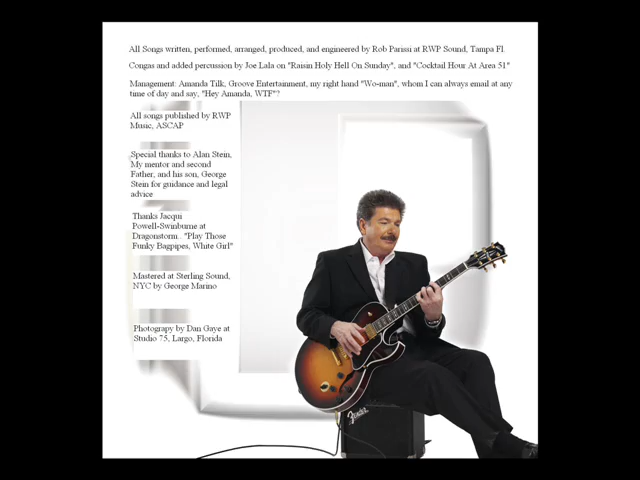 All Songs written, performed, arranged, produced, and engineered by Rob Parissi at RWP Sound, Tampa Fl.
Congas and added percussion by Joe Lala on "Raisin Holy Hell On Sunday", and "Cocktail Hour At Area 51"
Management: Amanda Tilk, Groove Entertainment, my right hand "Wo-man", whom I can always email at any
time of day and say, "Hey Amanda, WTF"?
All songs published by RWP
Music, ASCAP
Special thanks to Alan Stein,
My mentor and second
Father, and his son, George
Stein for guidance and legal
advice
Thanks Jacqui
Powell-Swinburne at
Dragonstorm.. "Play Those
Funky Bagpipes, White Girl"
Mastered at Sterling Sound,
NYC by George Marino
Photograpy by Dan Gaye at
Studio 75, Largo, Florida
Fender